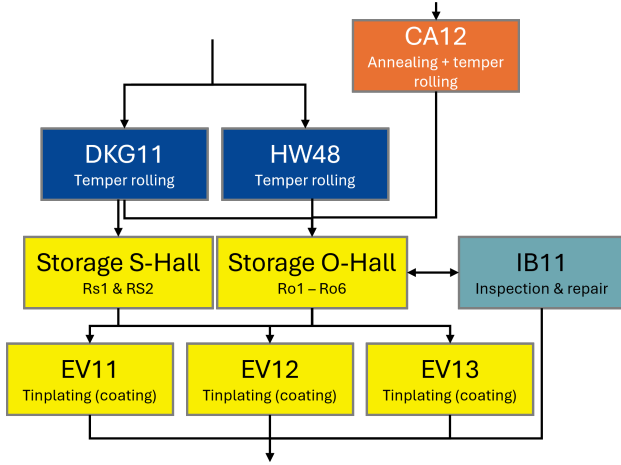 CA12
Annealing + temper
rolling
DKG11
Temper rolling
HW48
Temper rolling
Storage S-Hall
Rs1 & RS2
Storage O-Hall
Ro1 – Ro6
IB11
Inspection & repair
EV11
Tinplating (coating)
EV12
Tinplating (coating)
EV13
Tinplating (coating)